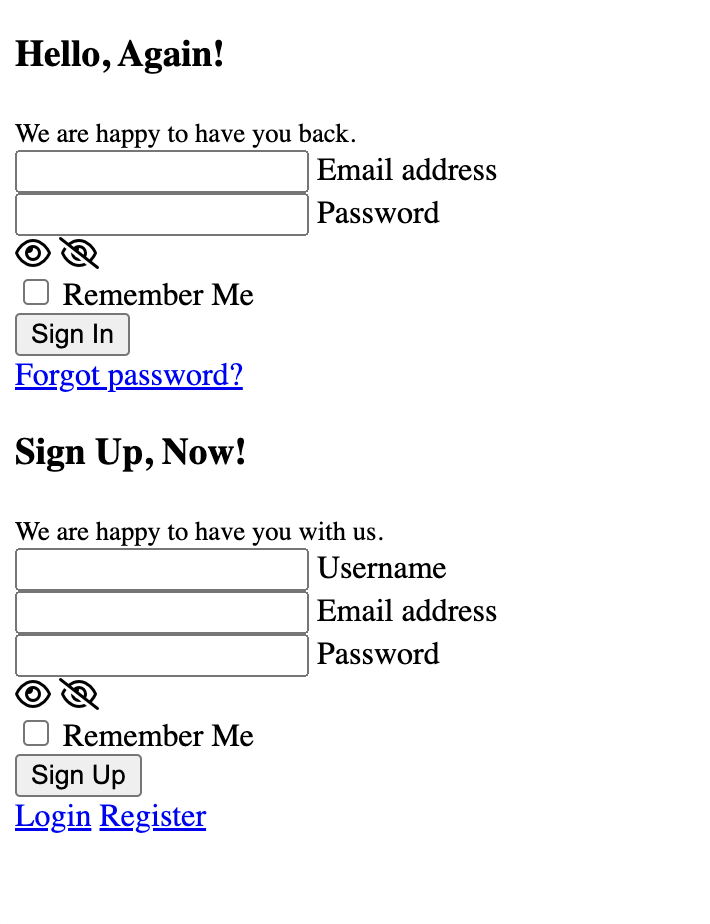 Hello, Again!
We are happy to have you back.
Email address
Password
Remember Me
Sign In
Forgot password?
Sign Up, Now!
We are happy to have you with us.
Username
Email address
Password
Remember Me
Sign Up
Login Register